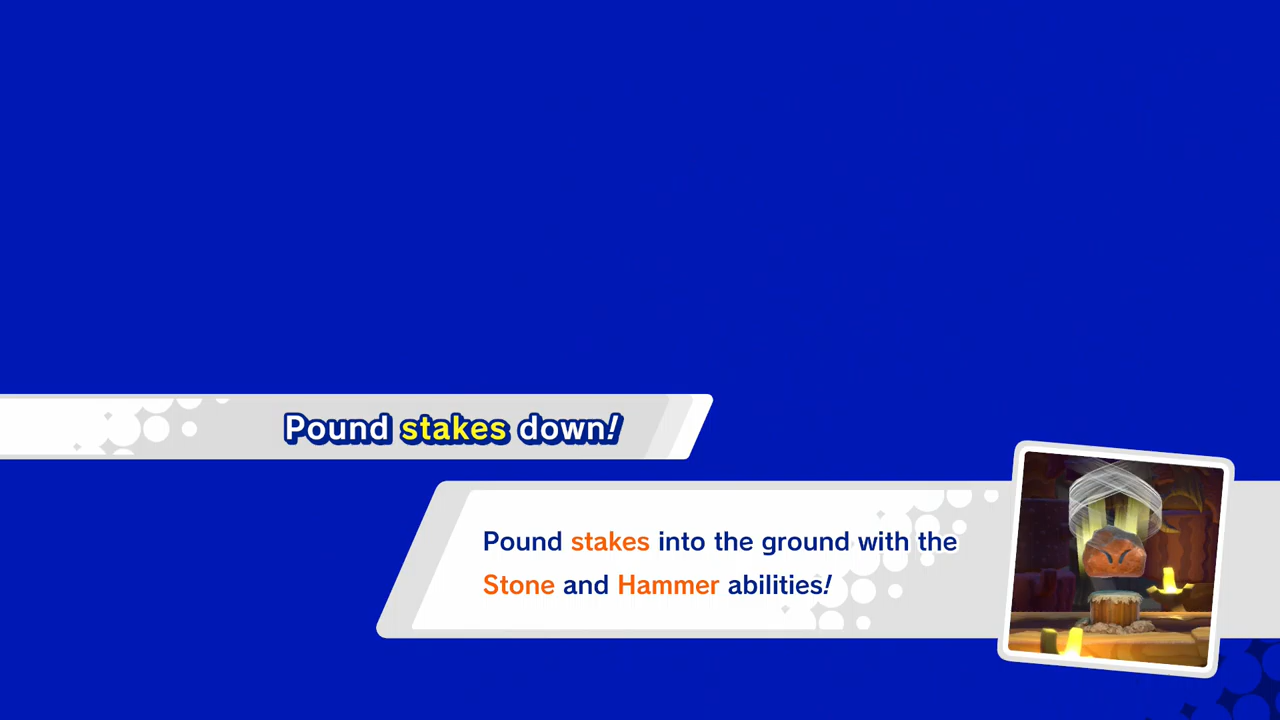 Pound stakes down!
Pound stakes into the ground with the
Stone and Hammer abilities!